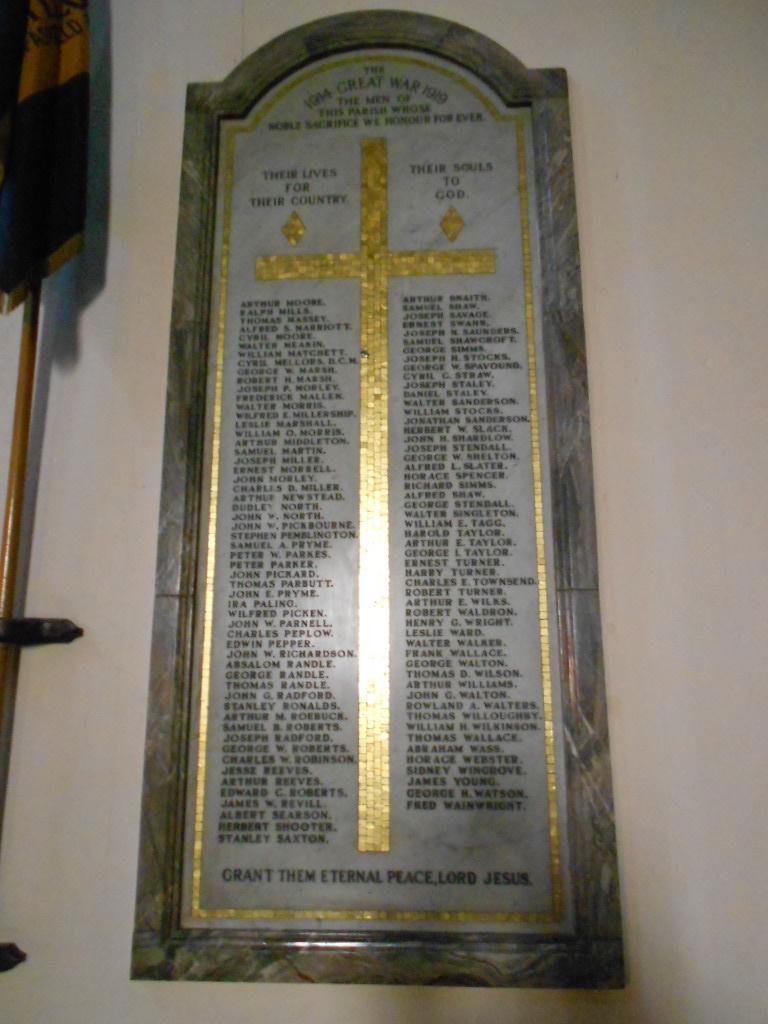 THE
1914 GREAT WAR 1919
THE MEN OF
THIS PARISH WHOSE
NOBLE SACRIFICE WE HONOUR FOR EVER.
THEIR LIVES
FOR
THEIR COUNTRY.
THEIR SOULS
TO
GOD.
ARTHUR MOORE.
RALPH MILLS.
THOMAS MASSEY.
ALFRED S. MARRIOTT.
CYRIL MOORE.
WALTER MEAKIN.
WILLIAM MATCHETT.
CYRIL MELLORS, D.C.M.
GEORGE W. MARSH.
ROBERT H. MARSH.
JOSEPH P. MORLEY.
FREDERICK MALLEN.
WALTER MORRIS.
WILFRED E. MILLERSHIP.
LESLIE MARSHALL.
WILLIAM O. MORRIS.
ARTHUR MIDDLETON.
SAMUEL MARTIN.
JOSEPH MILLER.
ERNEST MORRELL.
JOHN MORLEY.
CHARLES D. MILLER.
ARTHUR NEWSTEAD.
DUDLEY NORTH.
JOHN W. NORTH.
JOHN W. PICKBOURNE.
STEPHEN PEMBLINGTON.
SAMUEL A. PRYME.
PETER W. PARKES.
PETER PARKER.
JOHN PICKARD.
THOMAS PARBUTT.
JOHN E. PRYME.
IRA PALING.
WILFRED PICKEN.
JOHN W. PARNELL.
CHARLES PEPLOW.
EDWIN PEPPER.
JOHN W. RICHARDSON.
ABSALOM RANDLE.
GEORGE RANDLE.
THOMAS RANDLE.
JOHN G. RADFORD.
STANLEY RONALDS.
ARTHUR M. ROEBUCK.
SAMUEL B. ROBERTS.
JOSEPH RADFORD.
GEORGE W. ROBERTS.
CHARLES W. ROBINSON.
JESSE REEVES.
ARTHUR REEVES.
EDWARD C. ROBERTS.
JAMES W. REVILL.
ALBERT SEARSON.
HERBERT SHOOTER.
STANLEY SAXTON.
ARTHUR SNAITH.
SAMUEL SHAW.
JOSEPH SAVAGE.
ERNEST SWANN.
JOSEPH N. SAUNDERS.
SAMUEL SHAWCROFT.
GEORGE SIMMS.
JOSEPH H. STOCKS.
GEORGE W. SPAVOUND.
CYRIL G. STRAW.
JOSEPH STALEY.
DANIEL STALEY.
WALTER SANDERSON.
WILLIAM STOCKS.
JONATHAN SANDERSON.
HERBERT W. SLACK.
JOHN H. SHARDLOW.
JOSEPH STENDALL.
GEORGE W. SHELTON.
ALFRED L. SLATER.
HORACE SPENCER.
RICHARD SIMMS.
ALFRED SHAW.
GEORGE STENDALL.
WALTER SINGLETON.
WILLIAM E. TAGG.
HAROLD TAYLOR.
ARTHUR E. TAYLOR.
GEORGE I. TAYLOR.
ERNEST TURNER.
HARRY TURNER.
CHARLES E. TOWNSEND.
ROBERT TURNER.
ARTHUR E. WILKS.
ROBERT WALDRON.
HENRY G. WRIGHT.
LESLIE WARD.
WALTER WALKER.
FRANK WALLACE.
GEORGE WALTON.
THOMAS D. WILSON.
ARTHUR WILLIAMS.
JOHN G. WALTON.
ROWLAND A. WALTERS.
THOMAS WILLOUGHBY.
WILLIAM H. WILKINSON.
THOMAS WALLACE.
ABRAHAM WASS.
HORACE WEBSTER.
SIDNEY WINGROVE.
JAMES YOUNG.
GEORGE H. WATSON.
FRED WAINWRIGHT.
GRANT THEM ETERNAL PEACE, LORD JESUS.